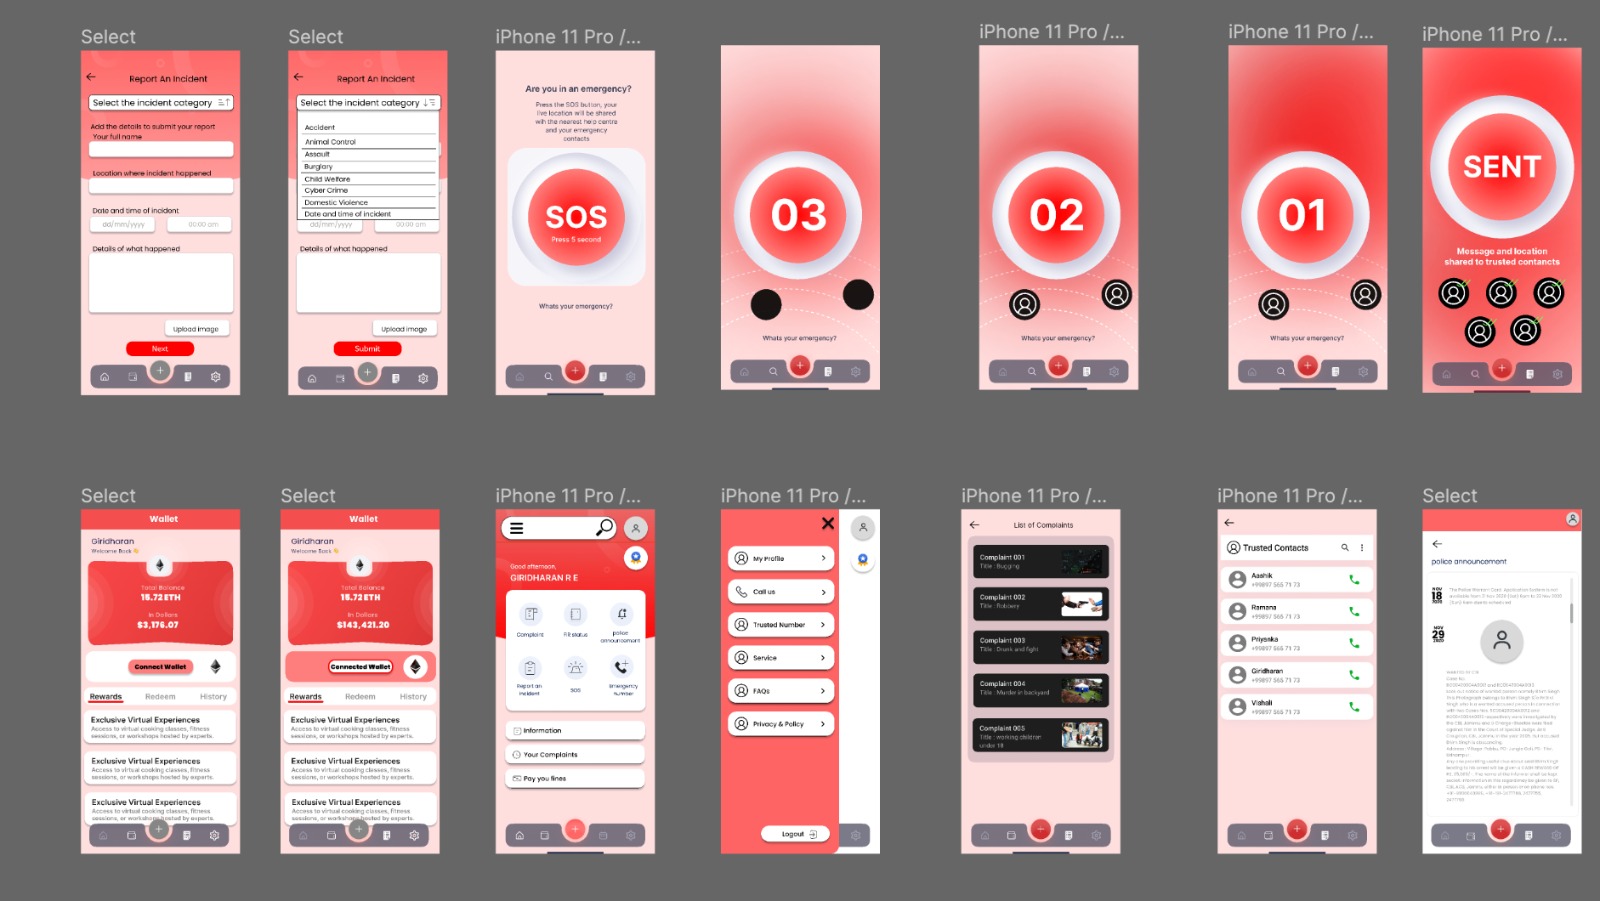 Select
Report An Incident
Select the incident category
Add the details to submit your report
Your full name
Location where incident happened
Date and time of incident
dd/mm/yyyy
00:00 am
Details of what happened
Upload image
Next
Select
Report An Incident
Select the incident category
Accident
Animal Control
Assault
Burglary
Child Welfare
Cyber Crime
Domestic Violence
Date and time of incident
dd/mm/yyyy
00:00 am
Details of what happened
Upload image
Submit
iPhone 11 Pro /...
Are you in an emergency?
Press the SOS button, your
live location will be shared
wih the nearest help centre
and your emergency
contacts
SOS
Press 5 second
Whats your emergency?
03
Whats your emergency?
iPhone 11 Pro /...
02
Whats your emergency?
iPhone 11 Pro /...
01
Whats your emergency?
iPhone 11 Pro /...
SENT
Message and location
shared to trusted contancts
Select
Wallet
Giridharan
Welcome Back
Total Balance
15.72 ETH
In Dollars
$3,176.07
Connect Wallet
Rewards
Redeem
History
Exclusive Virtual Experiences
Access to virtual cooking classes, fitness
sessions, or workshops hosted by experts.
Exclusive Virtual Experiences
Access to virtual cooking classes, fitness
sessions, or workshops hosted by experts.
Exclusive Virtual Experiences
Access to virtual cooking classes, fitness
sessions, or workshops hosted by experts.
Select
Wallet
Giridharan
Welcome Back
Total Balance
15.72 ETH
In Dollars
$143,421.20
Connected Wallet
Rewards
Redeem
History
Exclusive Virtual Experiences
Access to virtual cooking classes, fitness
sessions, or workshops hosted by experts.
Exclusive Virtual Experiences
Access to virtual cooking classes, fitness
sessions, or workshops hosted by experts.
Exclusive Virtual Experiences
Access to virtual cooking classes, fitness
sessions, or workshops hosted by experts.
iPhone 11 Pro /...
Good afternoon,
GIRIDHARAN R E
Complaint
FIR status
police
announcement
Report an
Incident
SOS
Emergency
number
Information
Your Complaints
Pay you fines
iPhone 11 Pro /...
My Profile
Call us
Trusted Number
Service
FAQs
Privacy & Policy
Logout
iPhone 11 Pro /...
List of Complaints
Complaint 001
Title : Bugging
Complaint 002
Title : Robbery
Complaint 003
Title : Drunk and fight
Complaint 004
Title : Murder in backyard
Complaint 005
Title : working children
under 18
iPhone 11 Pro /...
Trusted Contacts
Aashik
+99897 565 71 73
Ramana
+99897 565 71 73
Priyanka
+99897 565 71 73
Giridharan
+99897 565 71 73
Vishali
+99897 565 71 73
Select
police announcement
NOV
18
2020
NOV
29
2020